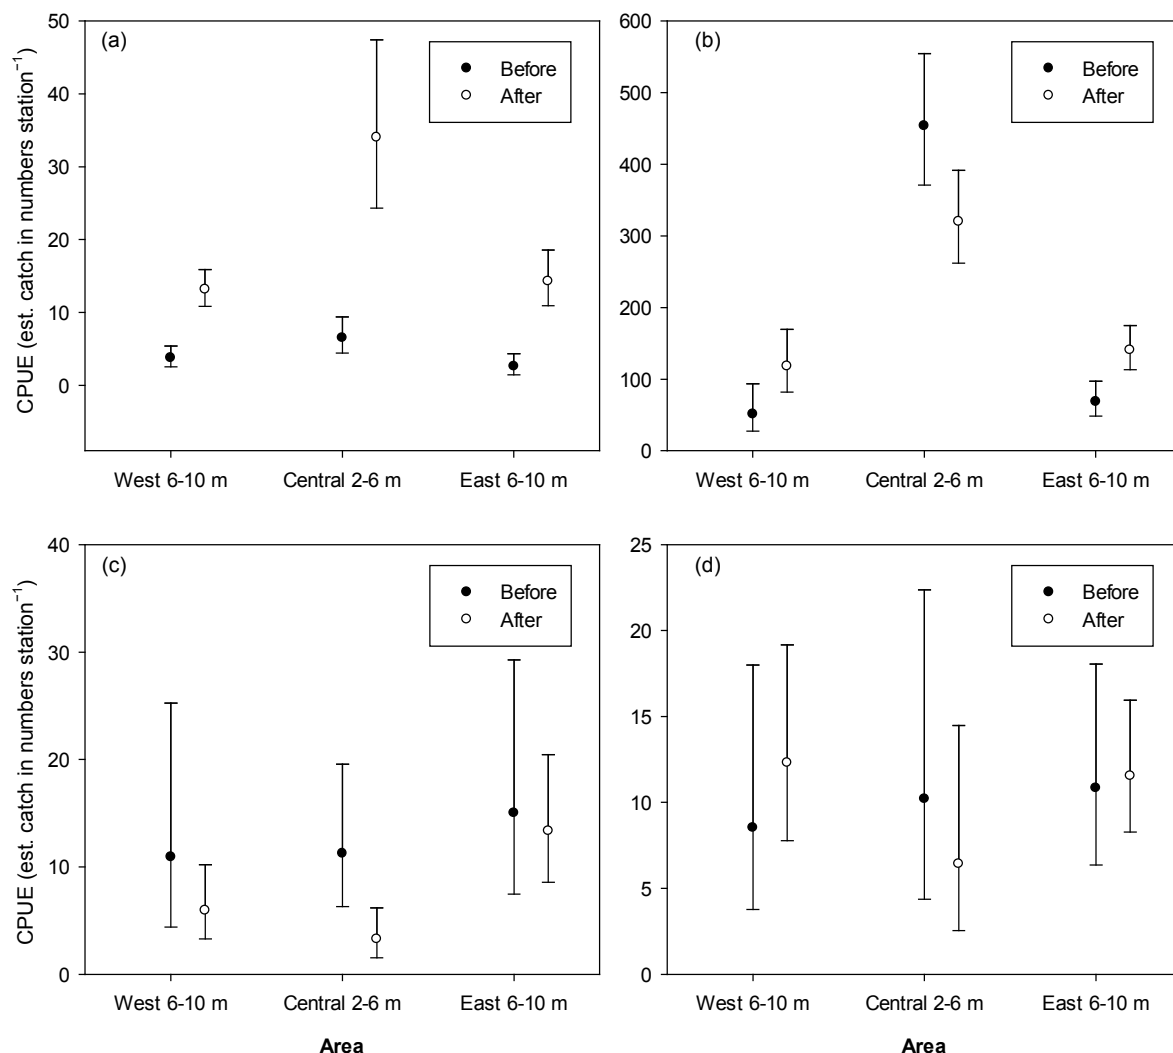 (a)
Before
After
CPUE (est. catch in numbers station⁻¹)
50
40
30
20
10
0
West 6-10 m
Central 2-6 m
East 6-10 m
(b)
Before
After
600
500
400
300
200
100
0
West 6-10 m
Central 2-6 m
East 6-10 m
(c)
Before
After
CPUE (est. catch in numbers station⁻¹)
40
30
20
10
0
West 6-10 m
Central 2-6 m
East 6-10 m
Area
(d)
Before
After
25
20
15
10
5
0
West 6-10 m
Central 2-6 m
East 6-10 m
Area